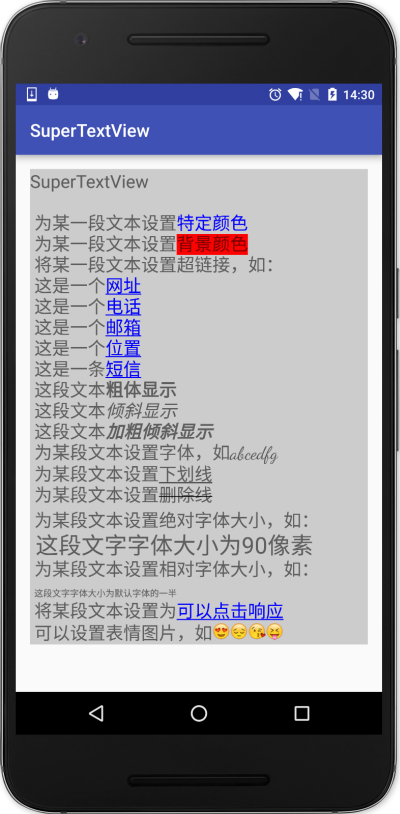 14:30
SuperTextView
SuperTextView
为某一段文本设置特定颜色
为某一段文本设置背景颜色
将某一段文本设置超链接，如：
这是一个网址
这是一个电话
这是一个邮箱
这是一个位置
这是一条短信
这段文本粗体显示
这段文本倾斜显示
这段文本加粗倾斜显示
为某段文本设置字体，如abcedfg
为某段文本设置下划线
为某段文本设置删除线
为某段文本设置绝对字体大小，如：
这段文字字体大小为90像素
为某段文本设置相对字体大小，如：
这段文字字体大小为默认字体的一半
将某段文本设置为可以点击响应
可以设置表情图片，如😍😔😘😝